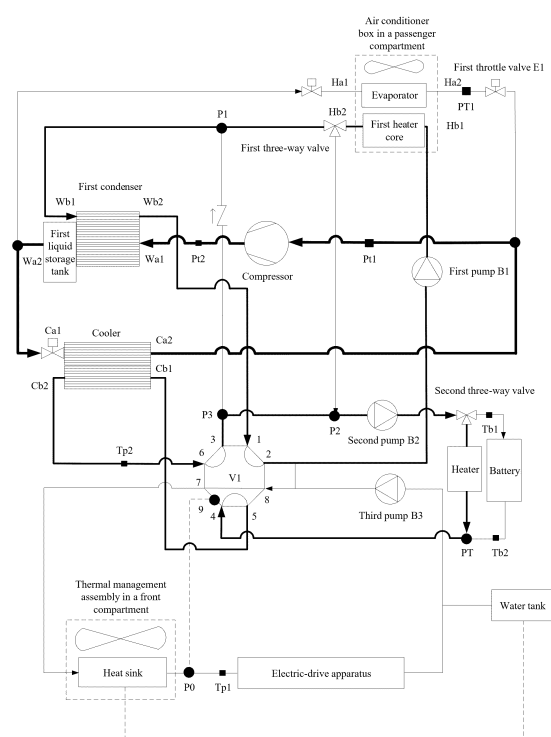 Air conditioner
box in a passenger
compartment
First throttle valve E1
Ha1
Ha2
Evaporator
PT1
Hb2
P1
First heater
core
Hb1
First three-way valve
First condenser
Wb1
Wb2
First
liquid
storage
tank
Wa2
Wa1
Pt2
Compressor
Pt1
First pump B1
Ca1
Cooler
Ca2
Cb2
Cb1
Second three-way valve
P3
P2
Tb1
Second pump B2
3
1
Tp2
6
2
Heater
Battery
V1
7
8
9
4
5
Third pump B3
PT
Tb2
Thermal management
assembly in a front
compartment
Water tank
Heat sink
Electric-drive apparatus
P0
Tp1